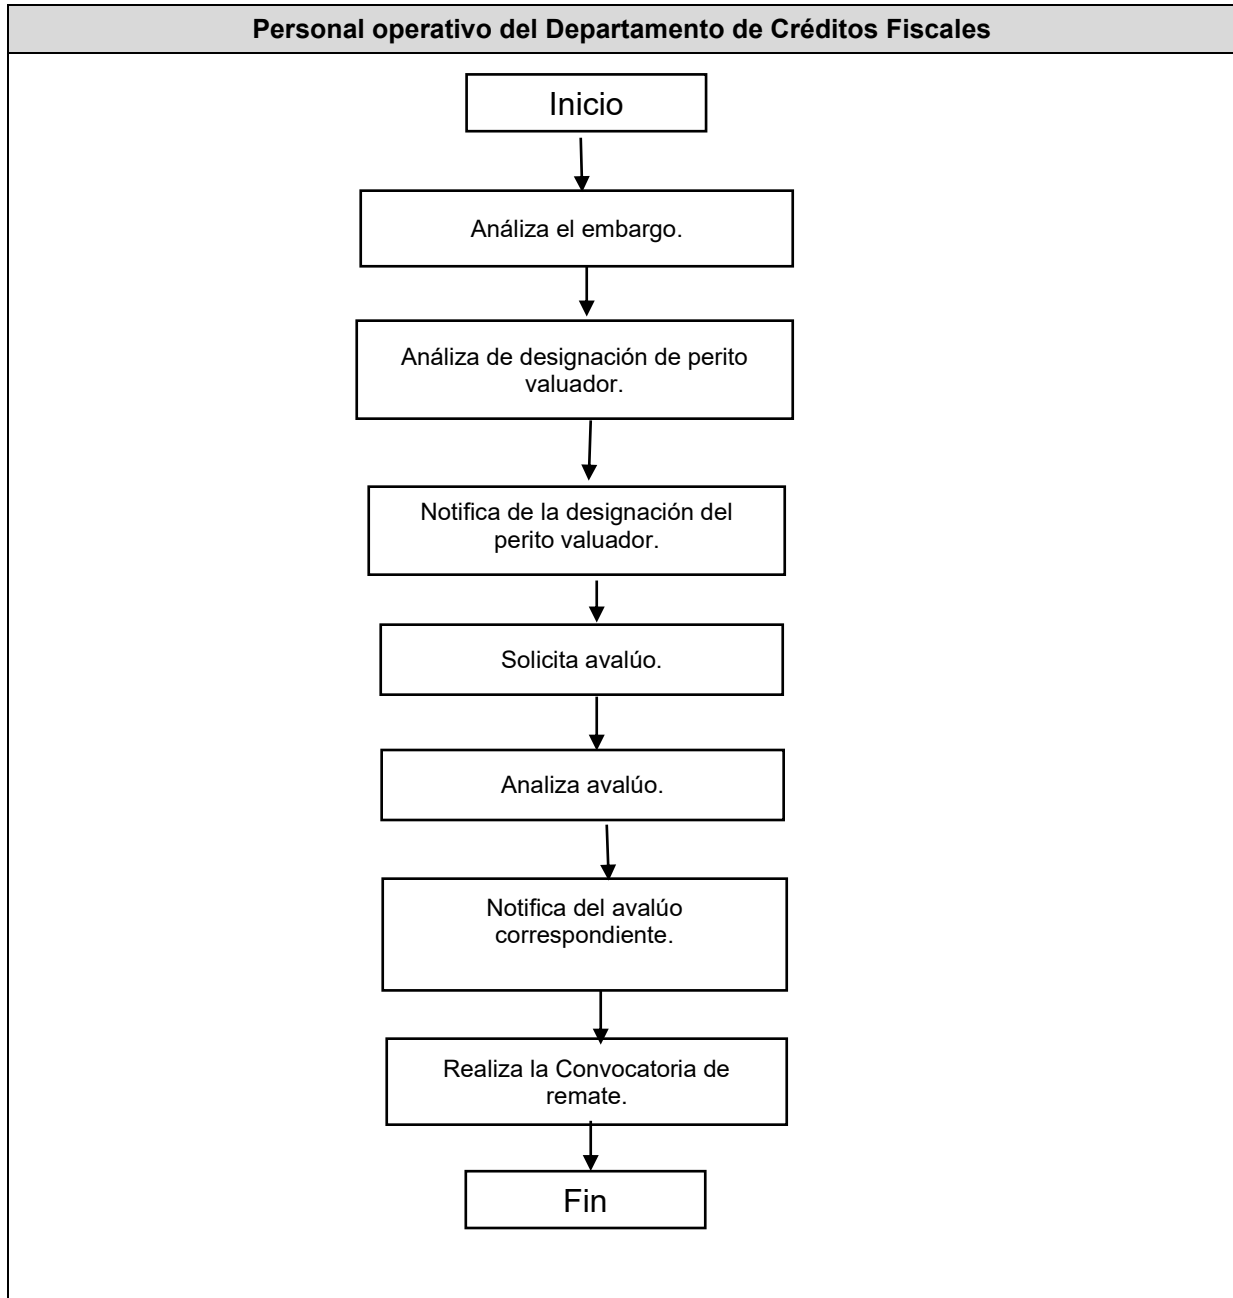 Personal operativo del Departamento de Créditos Fiscales
Inicio
Análiza el embargo.
Análiza de designación de perito
valuador.
Notifica de la designación del
perito valuador.
Solicita avalúo.
Analiza avalúo.
Notifica del avalúo
correspondiente.
Realiza la Convocatoria de
remate.
Fin